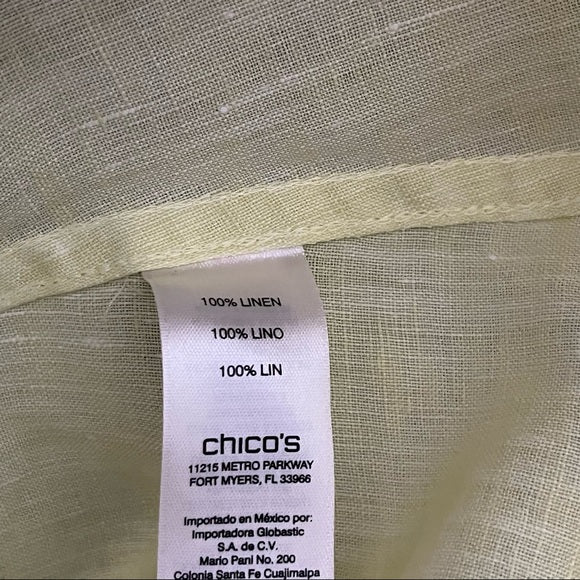 100% LINEN
100% LINO
100% LIN
chico's
11215 METRO PARKWAY
FORT MYERS, FL 33966
Importado en México por:
Importadora Globastic
S.A. de C.V.
Mario Pani No. 200
Colonia Santa Fe Cuajimalpa